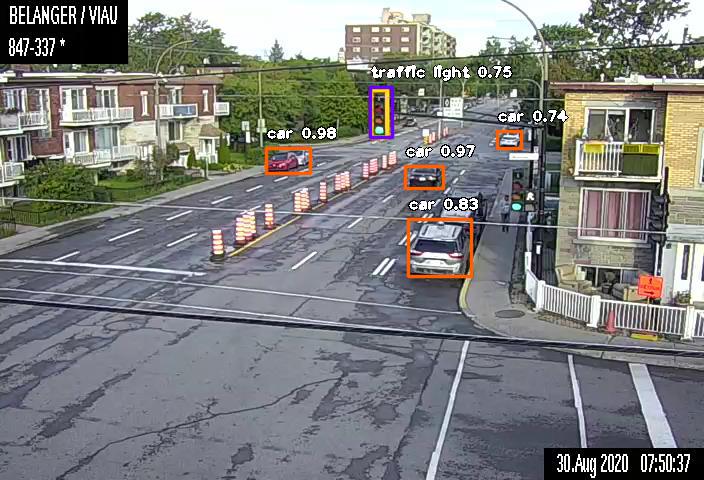 BELANGER / VIAU
847-337 *
traffic light 0.75
car 0.74
car 0.98
car 0.97
car 0.83
30.Aug 2020 07:50:37